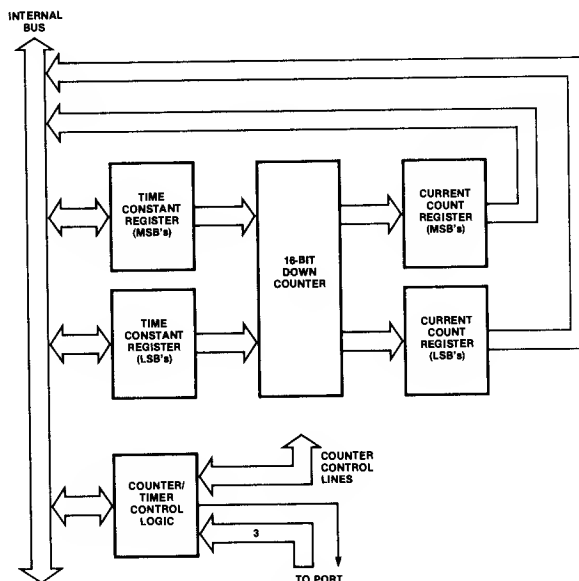 INTERNAL
BUS
TIME
CONSTANT
REGISTER
(MSB's)
16-BIT
DOWN
COUNTER
CURRENT
COUNT
REGISTER
(MSB's)
TIME
CONSTANT
REGISTER
(LSB's)
CURRENT
COUNT
REGISTER
(LSB's)
COUNTER/
TIMER
CONTROL
LOGIC
COUNTER
CONTROL
LINES
3
TO PORT